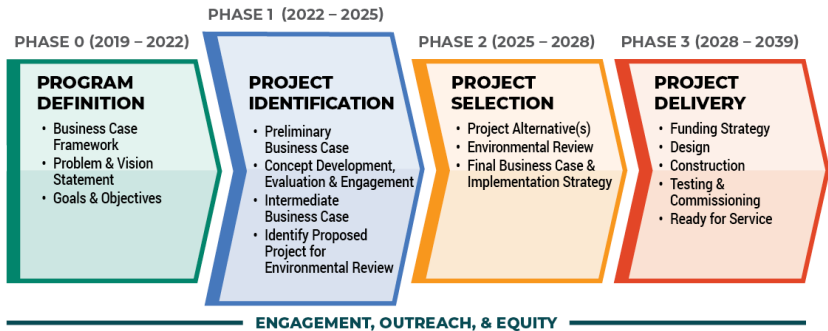 PHASE 0 (2019 – 2022)
PROGRAM
DEFINITION
• Business Case
Framework
• Problem & Vision
Statement
• Goals & Objectives
PHASE 1 (2022 – 2025)
PROJECT
IDENTIFICATION
• Preliminary
Business Case
• Concept Development,
Evaluation & Engagement
• Intermediate
Business Case
• Identify Proposed
Project for
Environmental Review
PHASE 2 (2025 – 2028)
PROJECT
SELECTION
• Project Alternative(s)
• Environmental Review
• Final Business Case &
Implementation Strategy
PHASE 3 (2028 – 2039)
PROJECT
DELIVERY
• Funding Strategy
• Design
• Construction
• Testing &
Commissioning
• Ready for Service
ENGAGEMENT, OUTREACH, & EQUITY